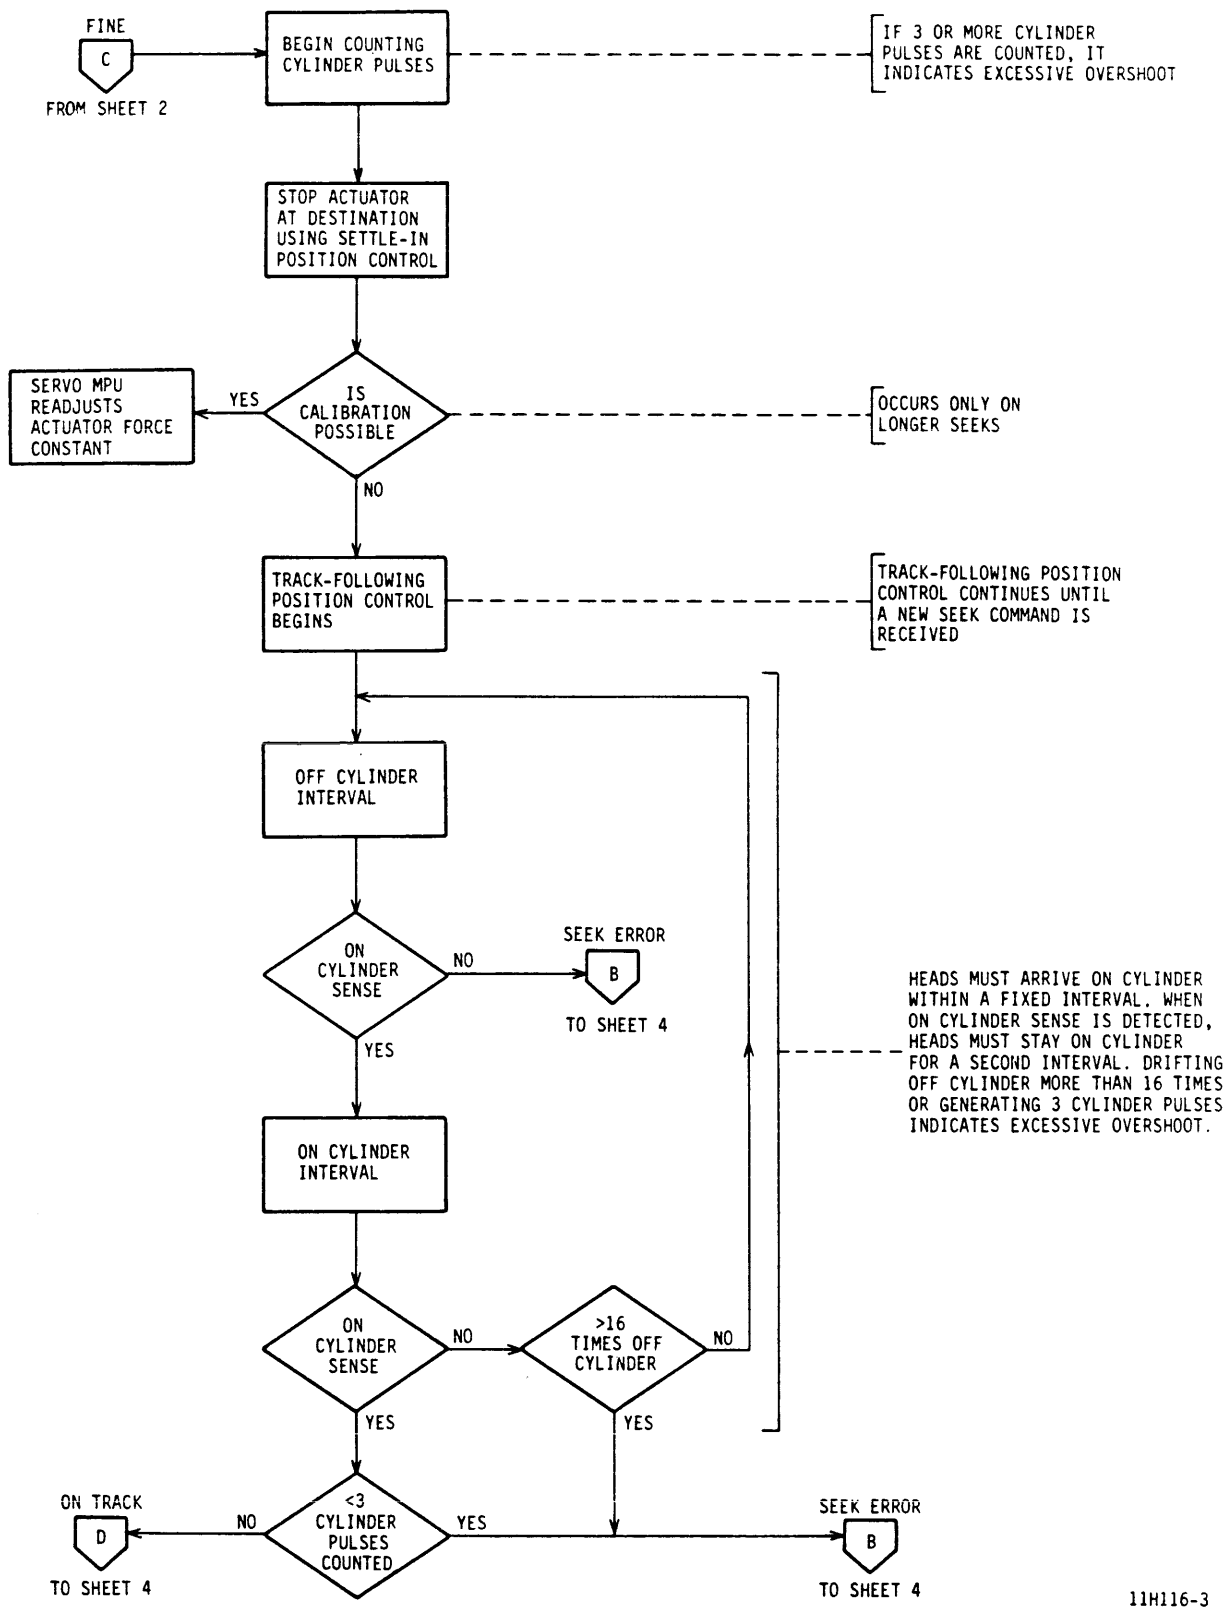 FINE
C
FROM SHEET 2
BEGIN COUNTING
CYLINDER PULSES
IF 3 OR MORE CYLINDER
PULSES ARE COUNTED, IT
INDICATES EXCESSIVE OVERSHOOT
STOP ACTUATOR
AT DESTINATION
USING SETTLE-IN
POSITION CONTROL
SERVO MPU
READJUSTS
ACTUATOR FORCE
CONSTANT
YES
IS
CALIBRATION
POSSIBLE
OCCURS ONLY ON
LONGER SEEKS
NO
TRACK-FOLLOWING
POSITION CONTROL
BEGINS
TRACK-FOLLOWING POSITION
CONTROL CONTINUES UNTIL
A NEW SEEK COMMAND IS
RECEIVED
OFF CYLINDER
INTERVAL
ON
CYLINDER
SENSE
NO
SEEK ERROR
B
TO SHEET 4
YES
HEADS MUST ARRIVE ON CYLINDER
WITHIN A FIXED INTERVAL. WHEN
ON CYLINDER SENSE IS DETECTED,
HEADS MUST STAY ON CYLINDER
FOR A SECOND INTERVAL. DRIFTING
OFF CYLINDER MORE THAN 16 TIMES
OR GENERATING 3 CYLINDER PULSES
INDICATES EXCESSIVE OVERSHOOT.
ON CYLINDER
INTERVAL
ON
CYLINDER
SENSE
NO
>16
TIMES OFF
CYLINDER
NO
YES
YES
ON TRACK
D
TO SHEET 4
NO
<3
CYLINDER
PULSES
COUNTED
YES
SEEK ERROR
B
TO SHEET 4
11H116-3